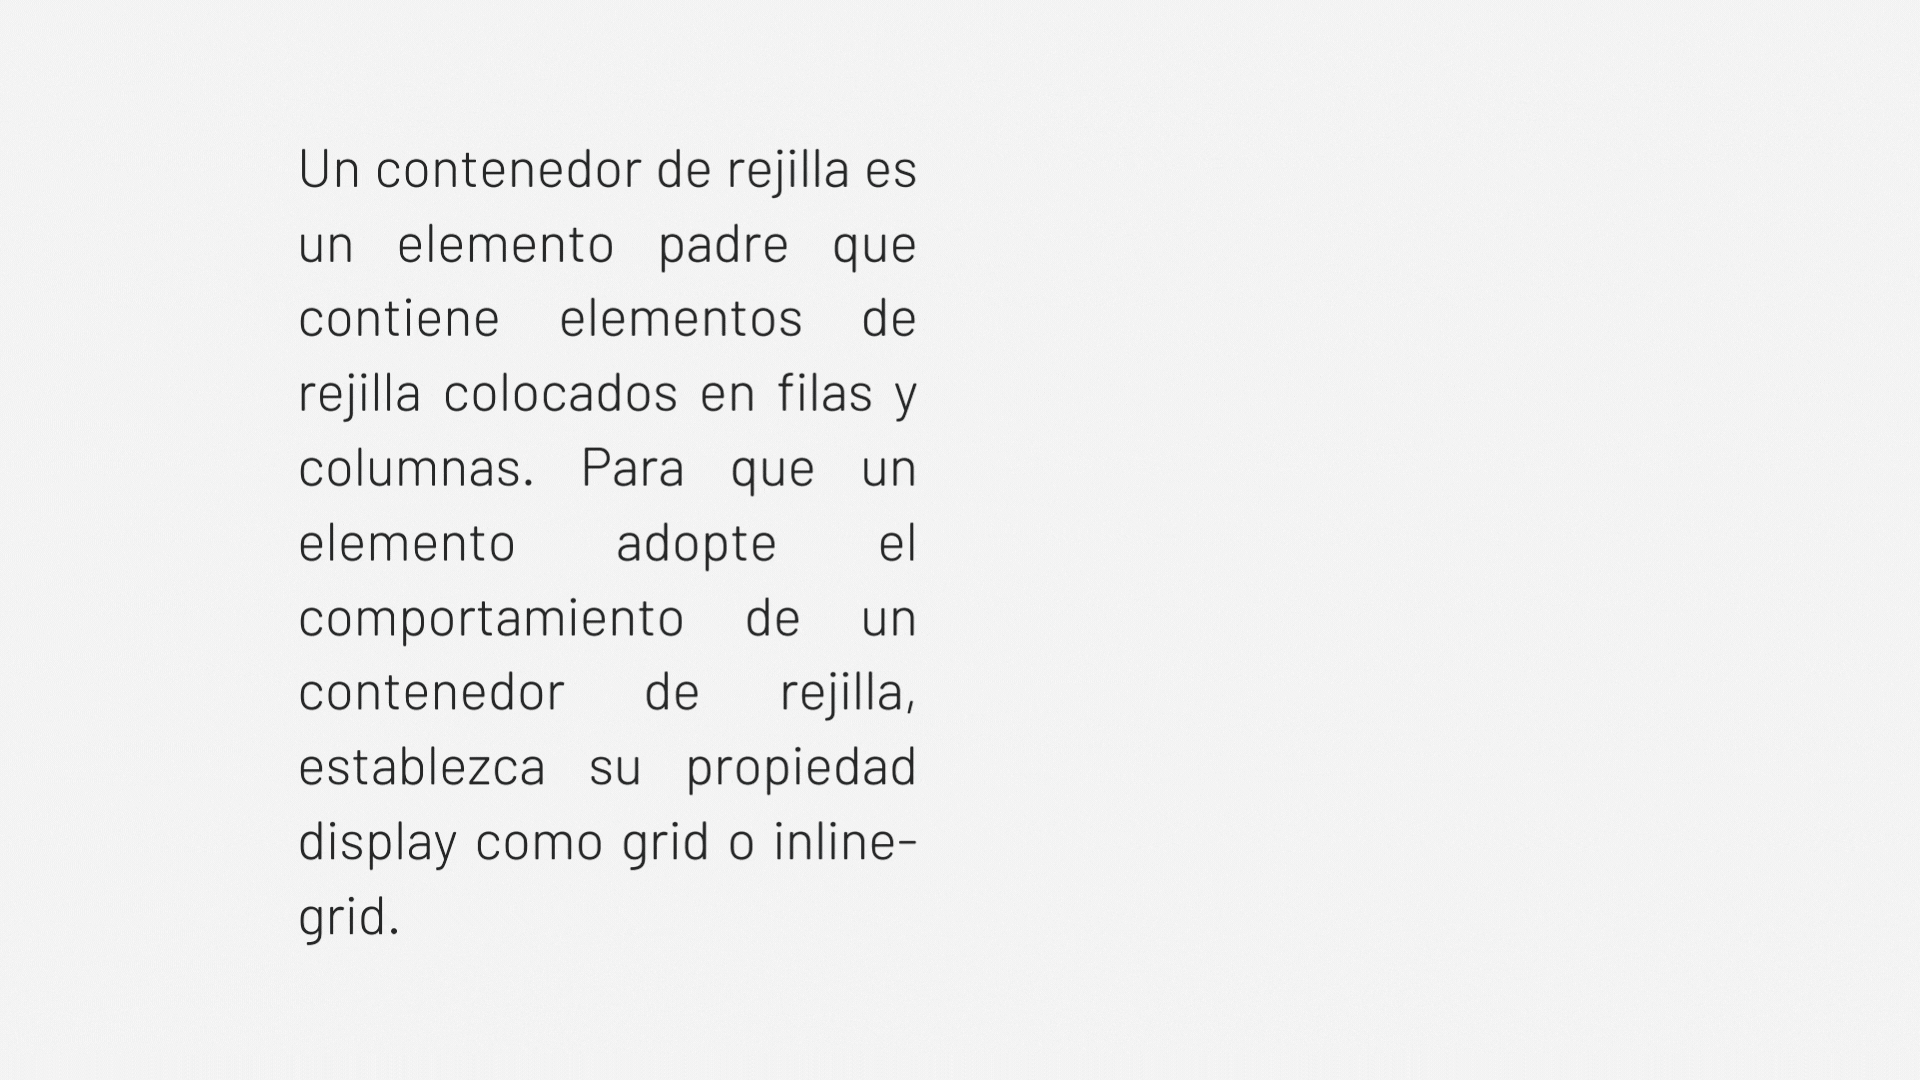 Un contenedor de rejilla es
un elemento padre que
contiene elementos de
rejilla colocados en filas y
columnas. Para que un
elemento adopte el
comportamiento de un
contenedor de rejilla,
establezca su propiedad
display como grid o inline-
grid.